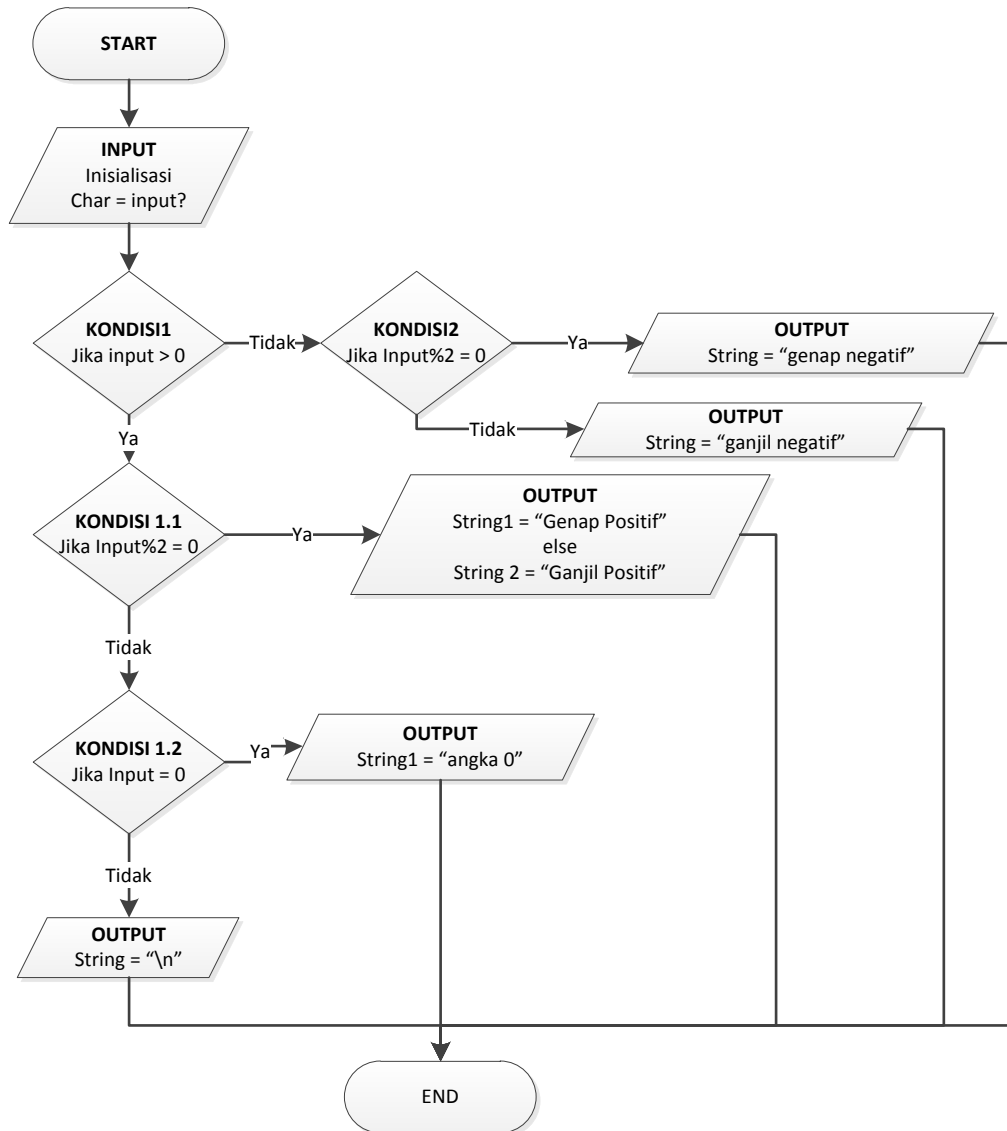 START
INPUT
Inisialisasi
Char = input?
KONDISI1
Jika input > 0
Tidak
KONDISI2
Jika Input%2 = 0
Ya
OUTPUT
String = “genap negatif”
Tidak
OUTPUT
String = “ganjil negatif”
Ya
KONDISI 1.1
Jika Input%2 = 0
Ya
OUTPUT
String1 = “Genap Positif”
else
String 2 = “Ganjil Positif”
Tidak
KONDISI 1.2
Jika Input = 0
Ya
OUTPUT
String1 = “angka 0”
Tidak
OUTPUT
String = “\n”
END